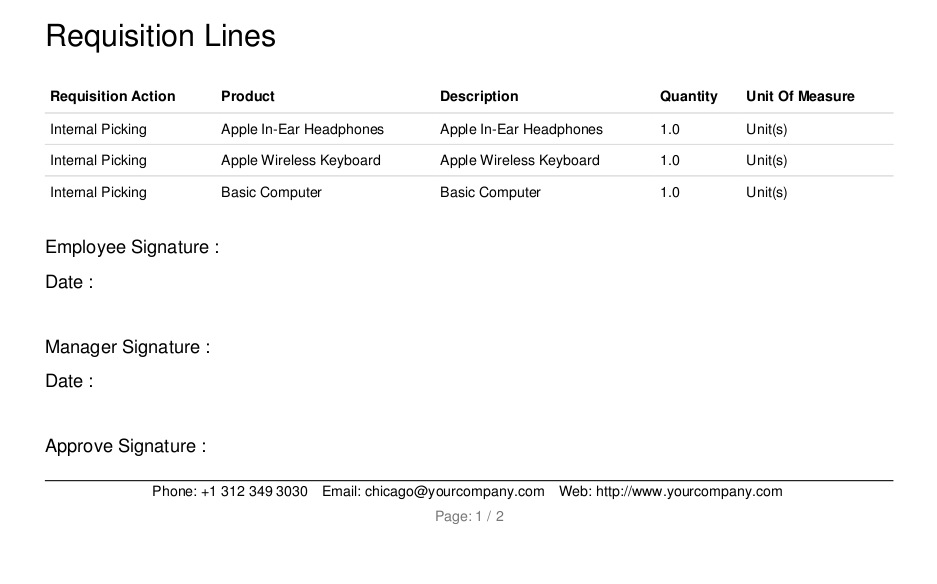 Requisition Lines
Requisition Action Product Description Quantity Unit Of Measure
Internal Picking Apple In-Ear Headphones Apple In-Ear Headphones 1.0 Unit(s)
Internal Picking Apple Wireless Keyboard Apple Wireless Keyboard 1.0 Unit(s)
Internal Picking Basic Computer Basic Computer 1.0 Unit(s)
Employee Signature :
Date :
Manager Signature :
Date :
Approve Signature :
Phone: +1 312 349 3030 Email: chicago@yourcompany.com Web: http://www.yourcompany.com
Page: 1 / 2